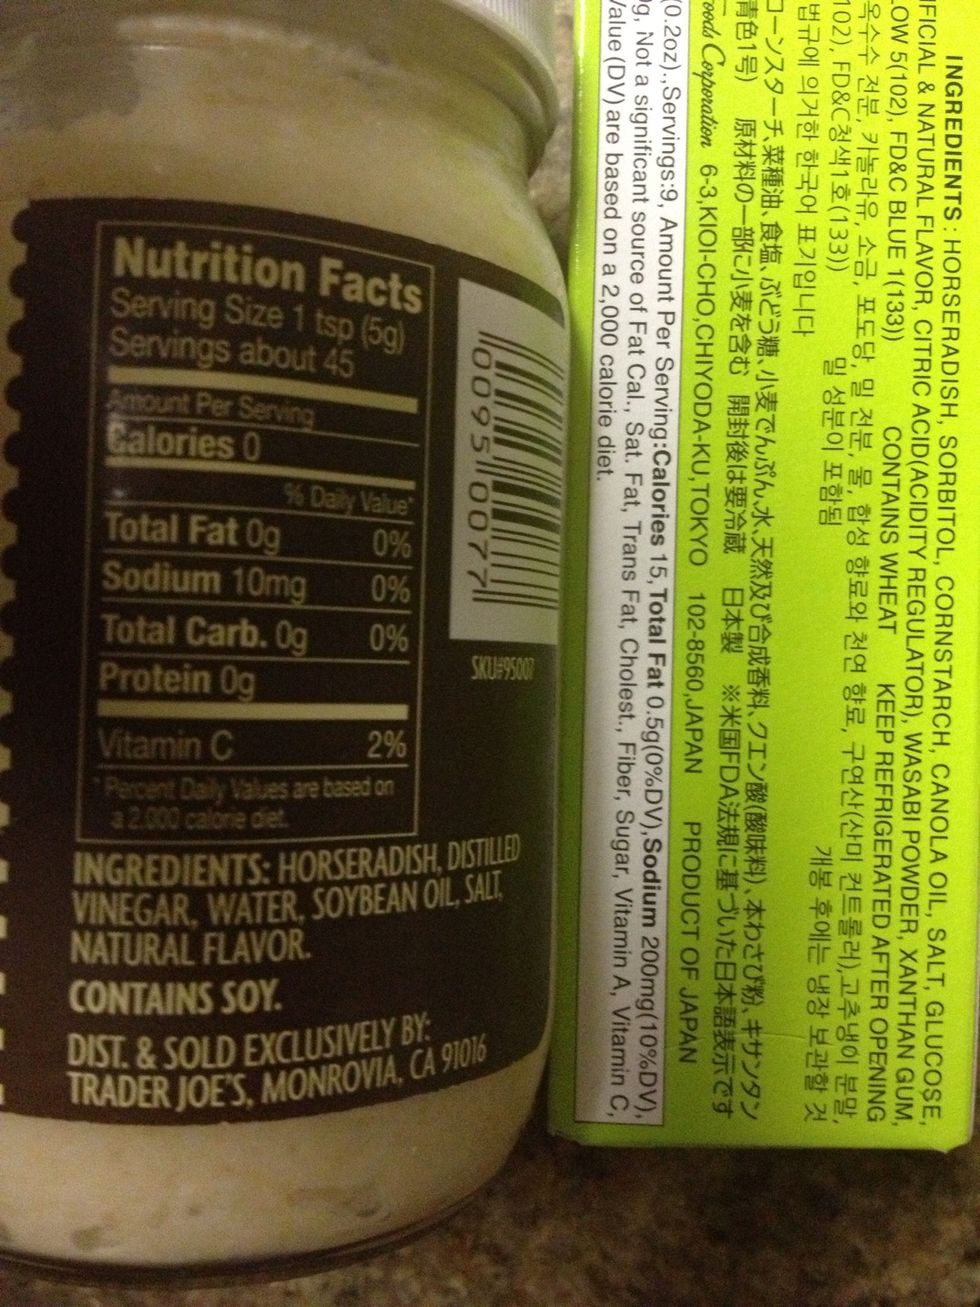 Nutrition Facts
Serving Size 1 tsp (5g)
Servings about 45
Amount Per Serving
Calories 0
% Daily Value*
Total Fat 0g 0%
Sodium 10mg 0%
Total Carb. 0g 0%
Protein 0g
Vitamin C 2%
* Percent Daily Values are based on
a 2,000 calorie diet.
INGREDIENTS: HORSERADISH, DISTILLED
VINEGAR, WATER, SOYBEAN OIL, SALT,
NATURAL FLAVOR.
CONTAINS SOY.
DIST. & SOLD EXCLUSIVELY BY:
TRADER JOE'S, MONROVIA, CA 91016
0095 0077
SKU#95007
INGREDIENTS : HORSERADISH, SORBITOL, CORNSTARCH, CANOLA OIL, SALT, GLUCOSE,
& NATURAL FLAVOR, CITRIC ACID(ACIDITY REGULATOR), WASABI POWDER, XANTHAN GUM,
5(102), FD&C BLUE 1(133)) CONTAINS WHEAT KEEP REFRIGERATED AFTER OPENING
옥수수 전분, 카놀라유, 소금, 포도당, 밀 전분, 물, 합성 향료와 천연 향료, 구연산(산미 컨트롤러),고추냉이 분말,
102), FD&C청색1호(133)) 밀 성분이 포함됨 개봉 후에는 냉장 보관할 것
법규에 의거한 한국어 표기입니다
コーンスターチ、菜種油、食塩、ぶどう糖、小麦でんぷん、水、天然及び合成香料、クエン酸(酸味料)、本わさび粉、キサンタン
青色1号) 原材料の一部に小麦を含む 開封後は要冷蔵 日本製 ※米国FDA法規に基づいた日本語表示です
Foods Corporation 6-3,KIOI-CHO,CHIYODA-KU,TOKYO 102-8560,JAPAN PRODUCT OF JAPAN
(0.2oz).,Servings:9, Amount Per Serving:Calories 15, Total Fat 0.5g(0%DV),Sodium 200mg(10%DV),
Not a significant source of Fat Cal., Sat. Fat, Trans Fat, Cholest., Fiber, Sugar, Vitamin A, Vitamin C,
Value (DV) are based on a 2,000 calorie diet.